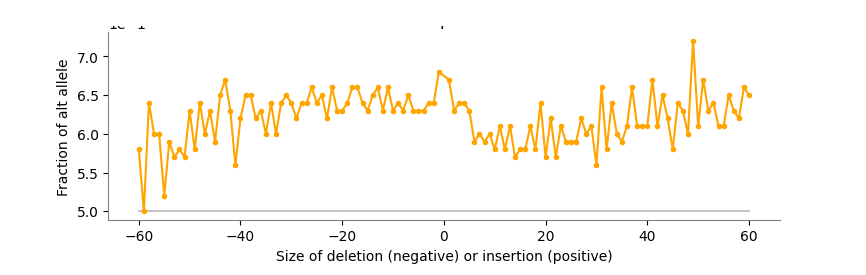 7.0
6.5
6.0
5.5
5.0
Fraction of alt allele
−60 −40 −20 0 20 40 60
Size of deletion (negative) or insertion (positive)